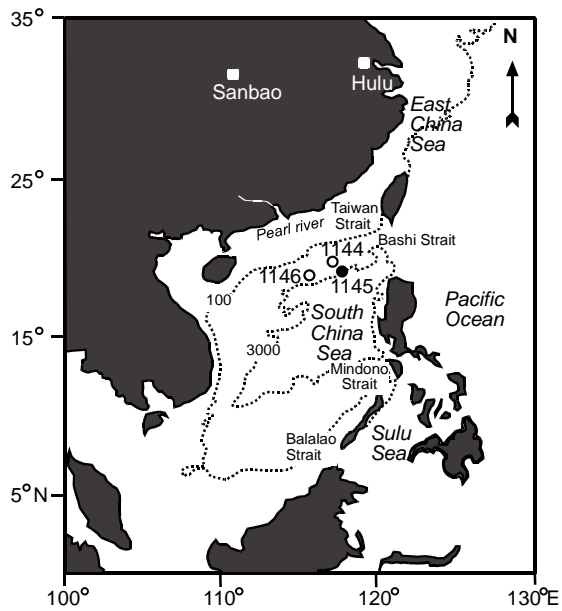 35°
N
Sanbao
Hulu
East
China
Sea
25°
Taiwan
Strait
Pearl river
Bashi Strait
1144
1146
1145
100
South
China
Sea
Pacific
Ocean
15°
3000
Mindono
Strait
Balalao
Strait
Sulu
Sea
5°N
100°
110°
120°
130°E